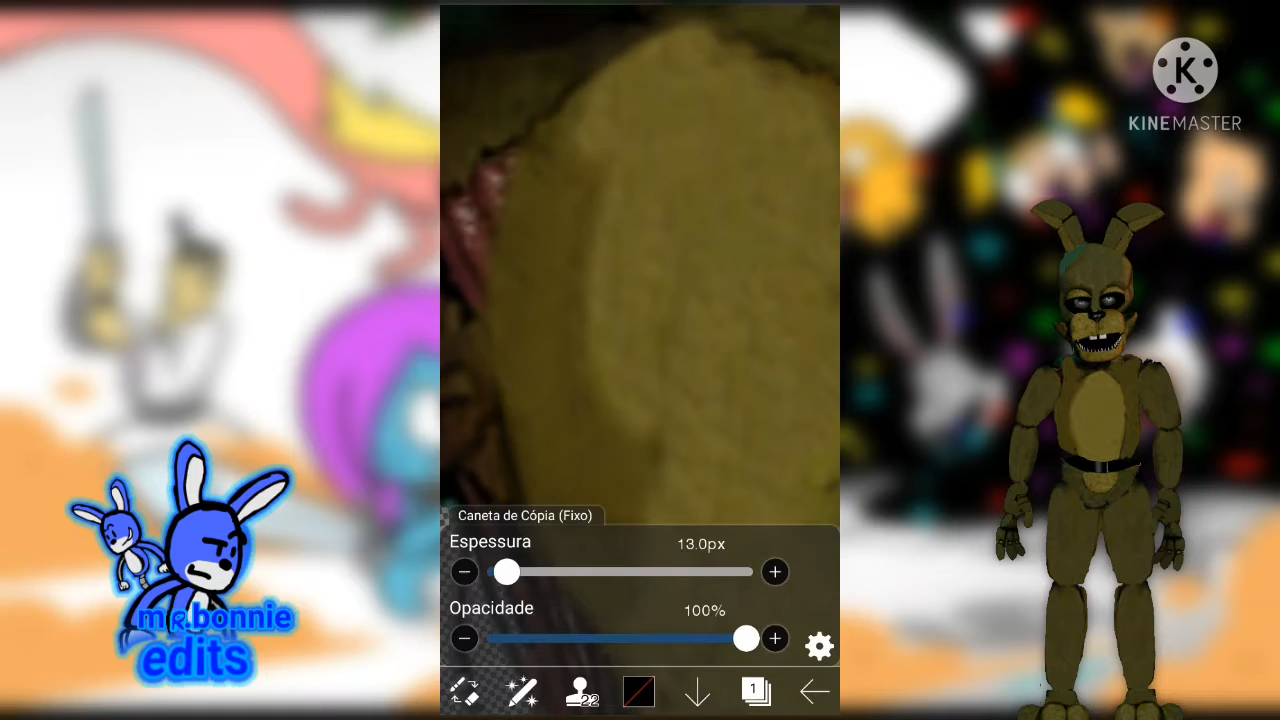 K
KINEMASTER
Caneta de Cópia (Fixo)
Espessura
13.0px
Opacidade
100%
22
1
mr.bonnie
edits